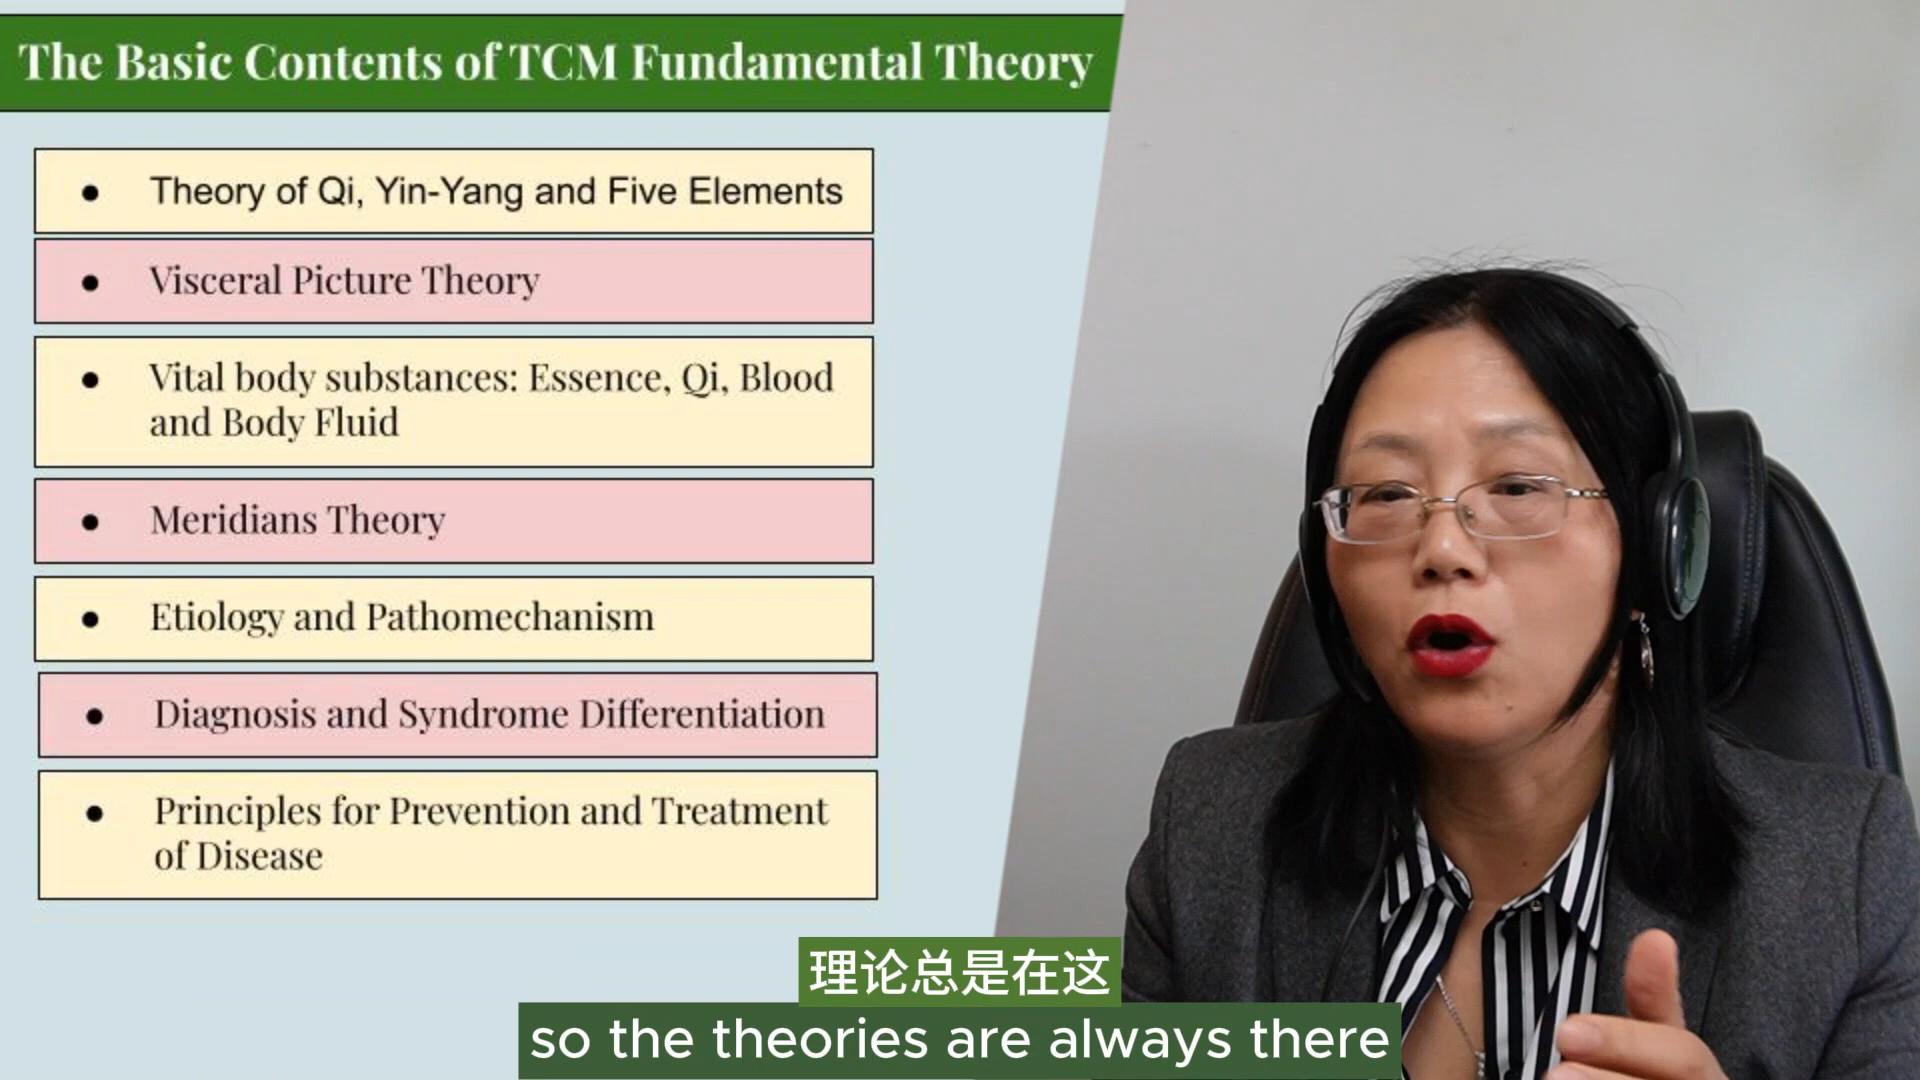 The Basic Contents of TCM Fundamental Theory
● Theory of Qi, Yin-Yang and Five Elements
● Visceral Picture Theory
● Vital body substances: Essence, Qi, Blood
and Body Fluid
● Meridians Theory
● Etiology and Pathomechanism
● Diagnosis and Syndrome Differentiation
● Principles for Prevention and Treatment
of Disease
理论总是在这
so the theories are always there